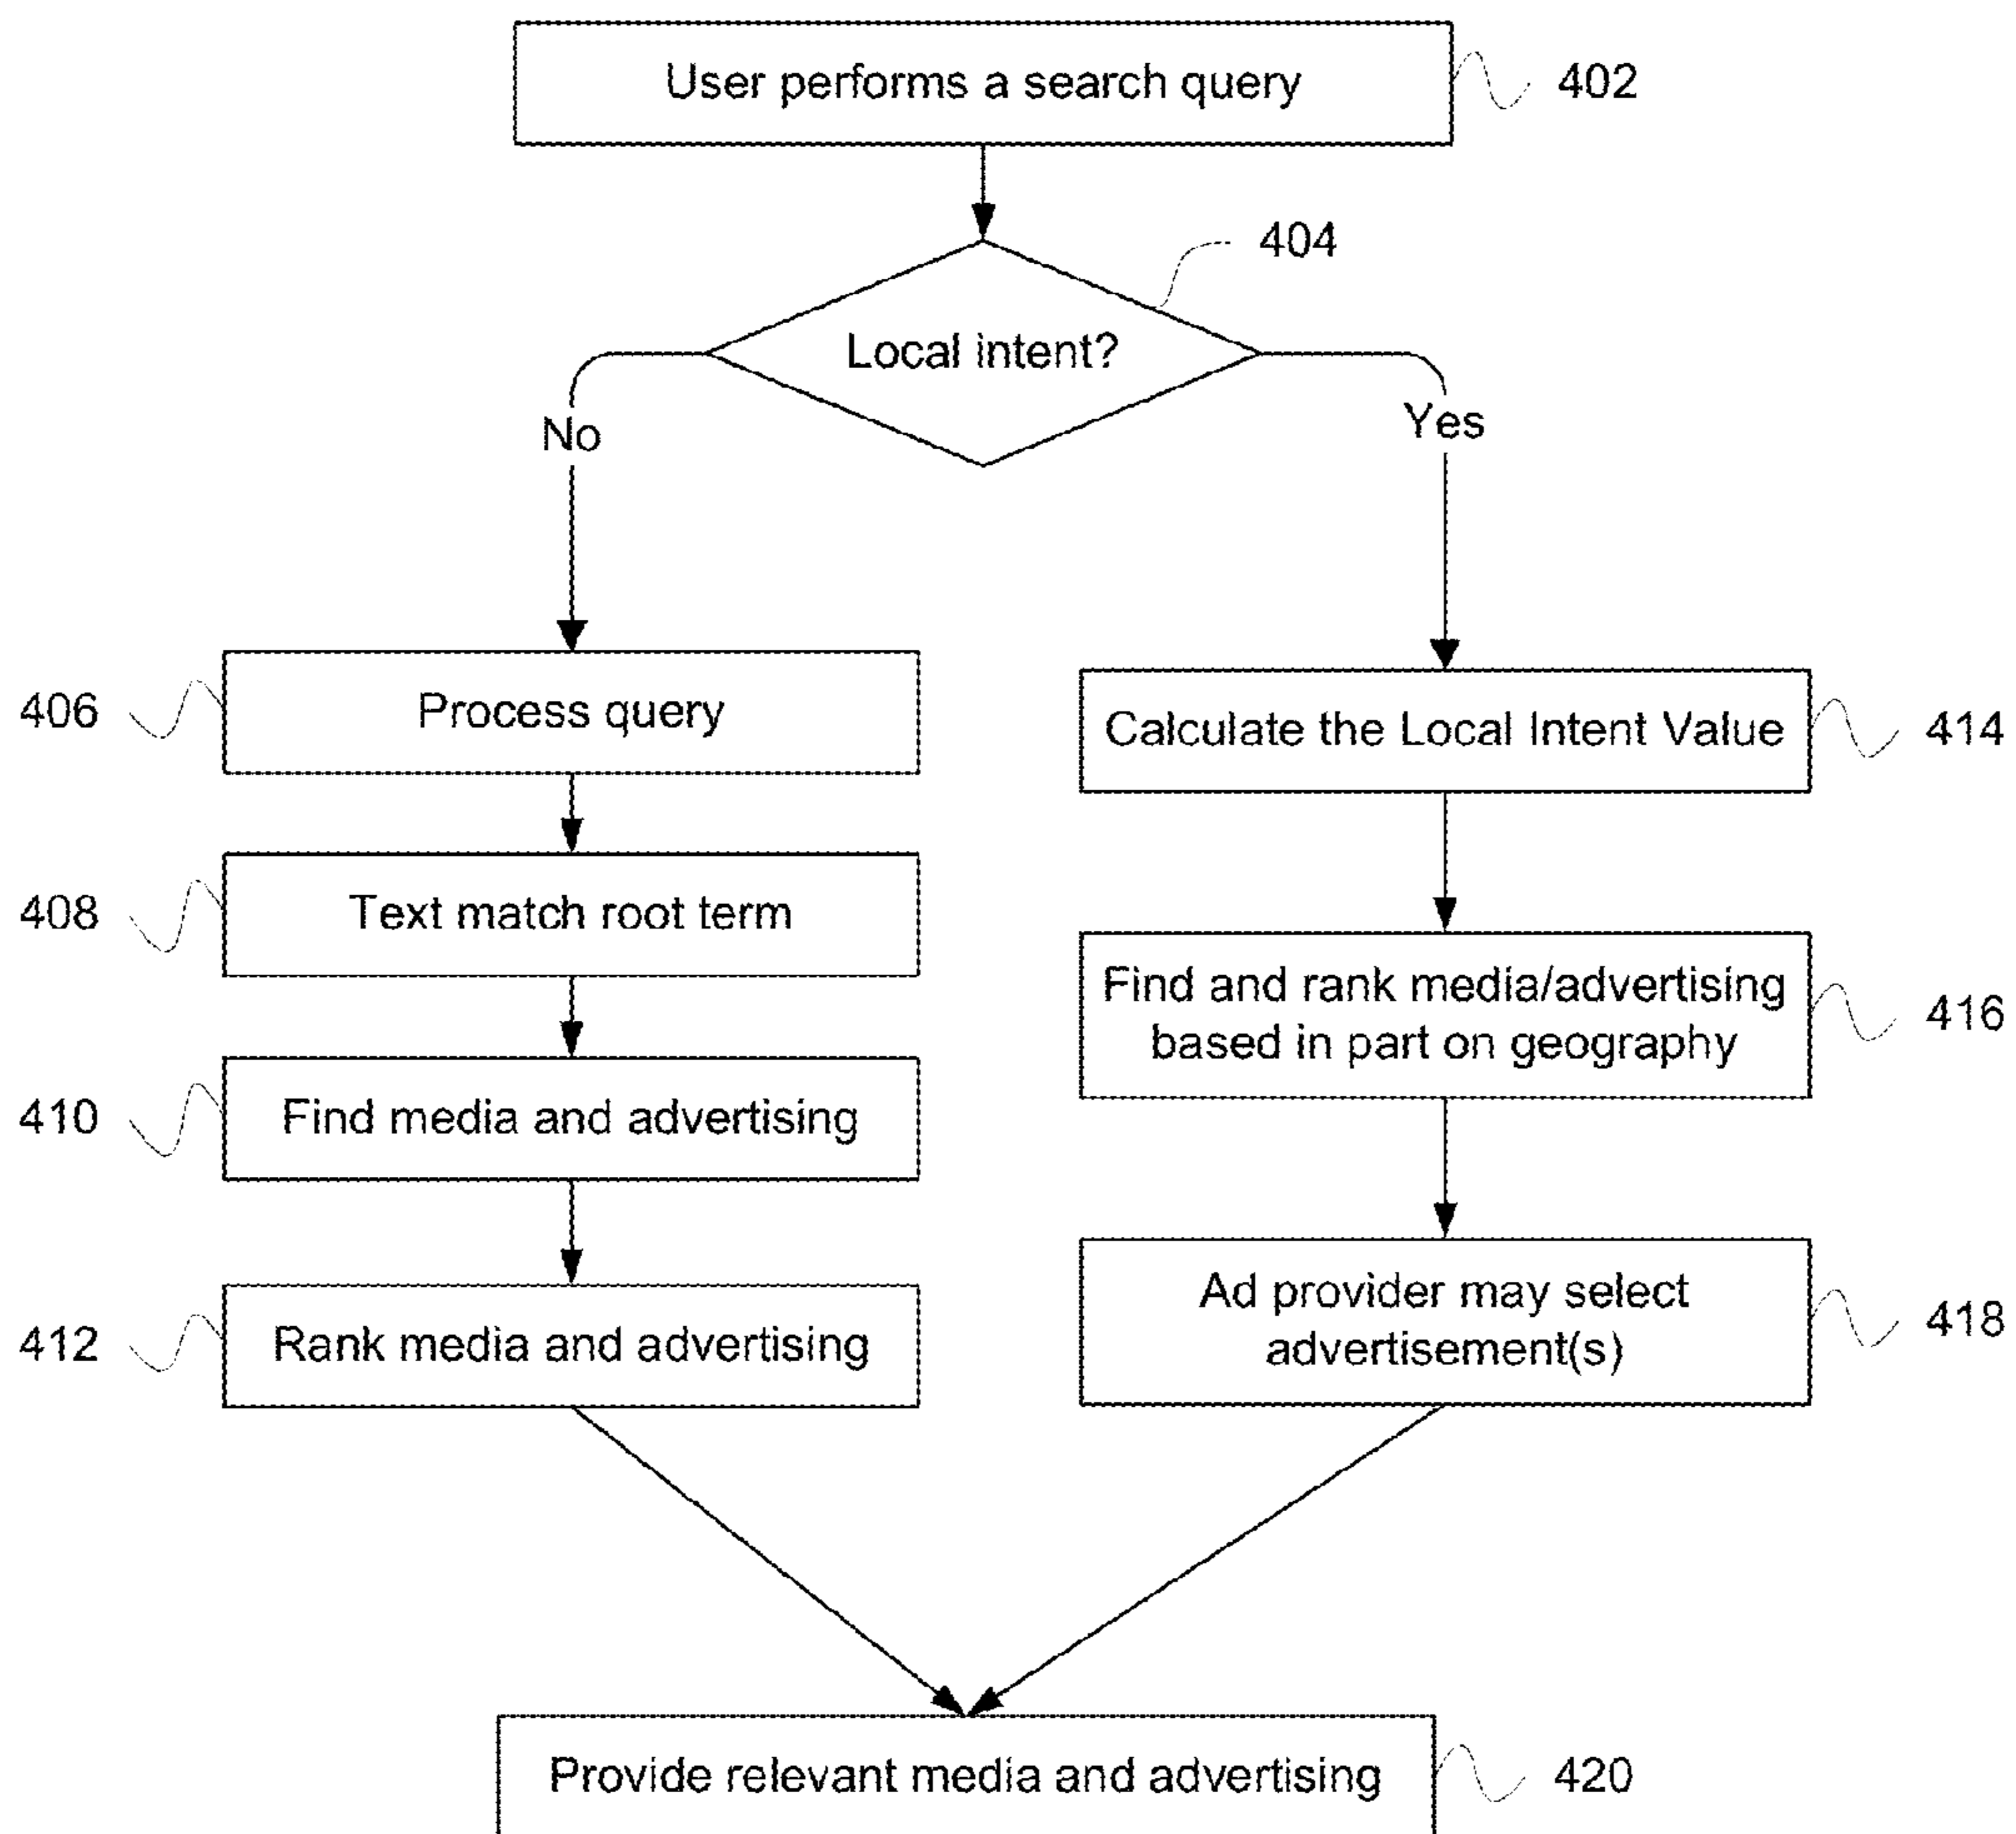 User performs a search query
402
404
Local intent?
No
Yes
406
Process query
Calculate the Local Intent Value
414
408
Text match root term
Find and rank media/advertising
based in part on geography
416
410
Find media and advertising
Ad provider may select
advertisement(s)
418
412
Rank media and advertising
Provide relevant media and advertising
420